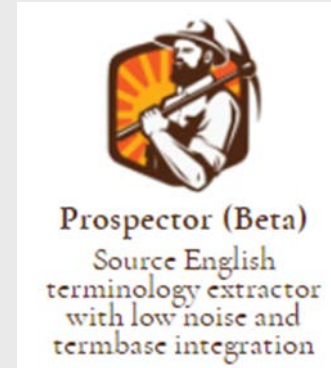 Prospector (Beta)
Source English
terminology extractor
with low noise and
termbase integration